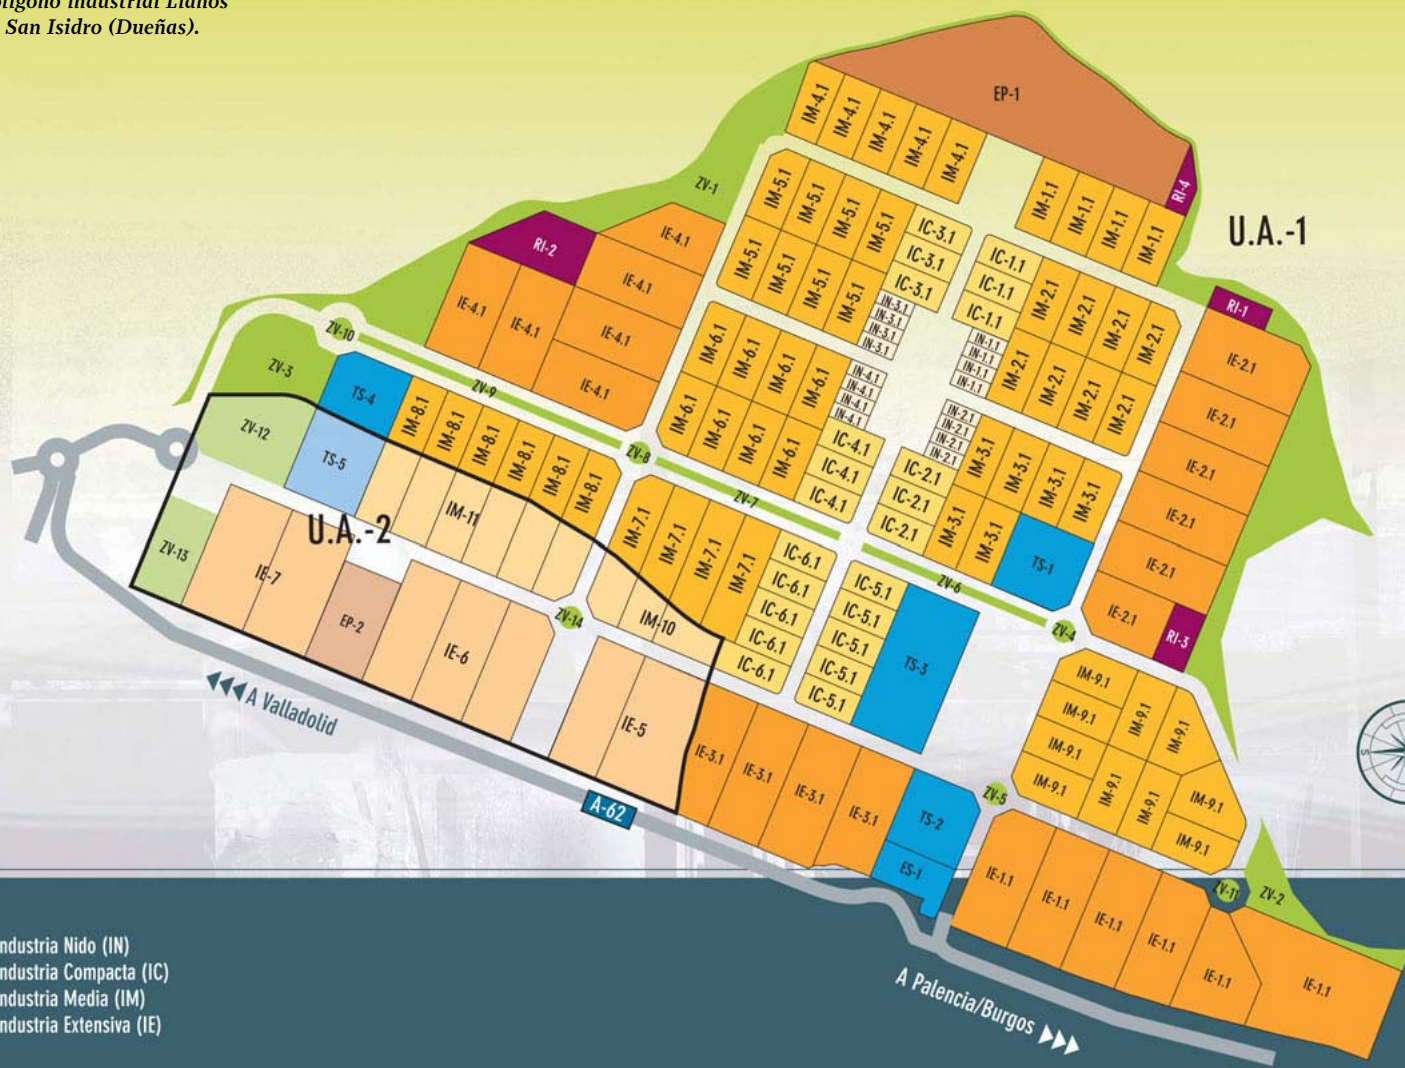 olígono Industrial Llanos
San Isidro (Dueñas).
EP-1
IM-4.1
IM-4.1
IM-4.1
IM-4.1
IM-4.1
RI-4
U.A.-1
IM-1.1
IM-1.1
IM-1.1
IM-1.1
ZV-1
IM-5.1
IM-5.1
IM-5.1
IM-5.1
IM-5.1
IM-5.1
IM-5.1
IM-5.1
IC-3.1
IC-3.1
IC-3.1
IN-3.1
IN-3.1
IN-3.1
IN-3.1
IC-1.1
IC-1.1
IC-1.1
IN-1.1
IN-1.1
IN-1.1
IN-1.1
IM-2.1
IM-2.1
IM-2.1
IM-2.1
IM-2.1
IM-2.1
IM-2.1
IM-2.1
RI-1
RI-2
IE-4.1
IE-4.1
IE-4.1
IE-4.1
IE-4.1
IE-4.1
IE-2.1
IE-2.1
IE-2.1
IE-2.1
IE-2.1
IE-2.1
RI-3
ZV-10
ZV-9
ZV-3
TS-4
IM-6.1
IM-6.1
IM-6.1
IM-6.1
IM-6.1
IM-6.1
IM-6.1
IM-6.1
IN-4.1
IN-4.1
IN-4.1
IN-4.1
IC-4.1
IC-4.1
IC-4.1
IN-2.1
IN-2.1
IN-2.1
IN-2.1
IC-2.1
IC-2.1
IC-2.1
IM-3.1
IM-3.1
IM-3.1
IM-3.1
IM-3.1
IM-3.1
TS-1
ZV-12
TS-5
IM-8.1
IM-8.1
IM-8.1
IM-8.1
IM-8.1
IM-8.1
ZV-8
ZV-7
ZV-6
ZV-4
U.A.-2
IM-11
ZV-13
IE-7
EP-2
IE-6
ZV-14
IM-10
IE-5
IM-7.1
IM-7.1
IM-7.1
IM-7.1
IC-6.1
IC-6.1
IC-6.1
IC-6.1
IC-6.1
IC-5.1
IC-5.1
IC-5.1
IC-5.1
IC-5.1
TS-3
IM-9.1
IM-9.1
IM-9.1
IM-9.1
IM-9.1
IM-9.1
IM-9.1
IM-9.1
IM-9.1
IM-9.1
A Valladolid
A-62
IE-3.1
IE-3.1
IE-3.1
IE-3.1
TS-2
ES-1
ZV-5
IE-1.1
IE-1.1
IE-1.1
IE-1.1
IE-1.1
IE-1.1
ZV-11
ZV-2
A Palencia/Burgos
S
ndustria Nido (IN)
ndustria Compacta (IC)
ndustria Media (IM)
ndustria Extensiva (IE)